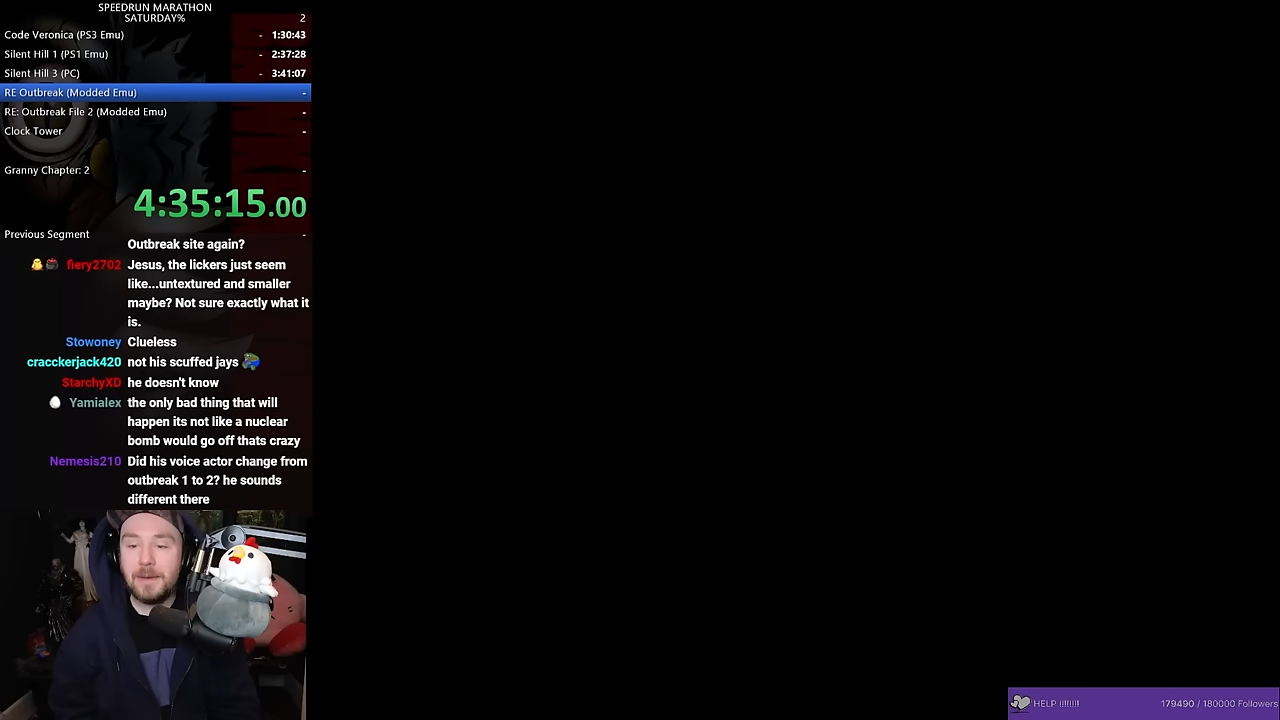 SPEEDRUN MARATHON
SATURDAY% 2
Code Veronica (PS3 Emu) - 1:30:43
Silent Hill 1 (PS1 Emu) - 2:37:28
Silent Hill 3 (PC) - 3:41:07
RE Outbreak (Modded Emu) -
RE: Outbreak File 2 (Modded Emu) -
Clock Tower -
Granny Chapter: 2 -
4:35:15.00
Previous Segment -
Outbreak site again?
fiery2702 Jesus, the lickers just seem
like...untextured and smaller
maybe? Not sure exactly what it
is.
Stowoney Clueless
cracckerjack420 not his scuffed jays
StarchyXD he doesn't know
Yamialex the only bad thing that will
happen its not like a nuclear
bomb would go off thats crazy
Nemesis210 Did his voice actor change from
outbreak 1 to 2? he sounds
different there
HELP !!!!!!! 179490 / 180000 Followers